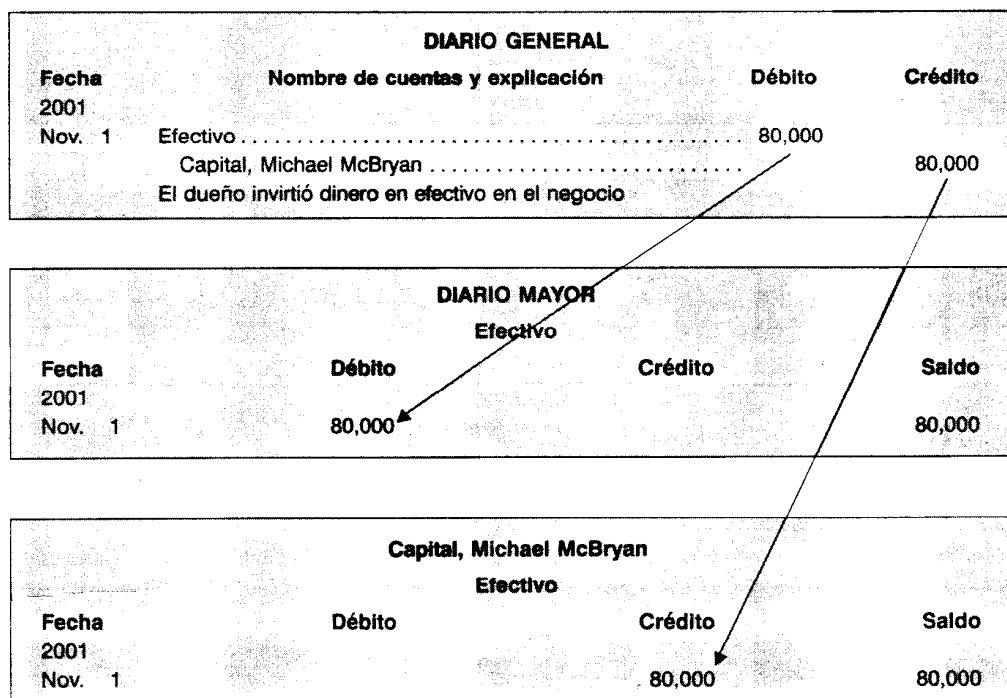 DIARIO GENERAL
Fecha Nombre de cuentas y explicación Débito Crédito
2001
Nov. 1 Efectivo ................................................ 80,000
Capital, Michael McBryan ............................ 80,000
El dueño invirtió dinero en efectivo en el negocio
DIARIO MAYOR
Efectivo
Fecha Débito Crédito Saldo
2001
Nov. 1 80,000 80,000
Capital, Michael McBryan
Efectivo
Fecha Débito Crédito Saldo
2001
Nov. 1 80,000 80,000